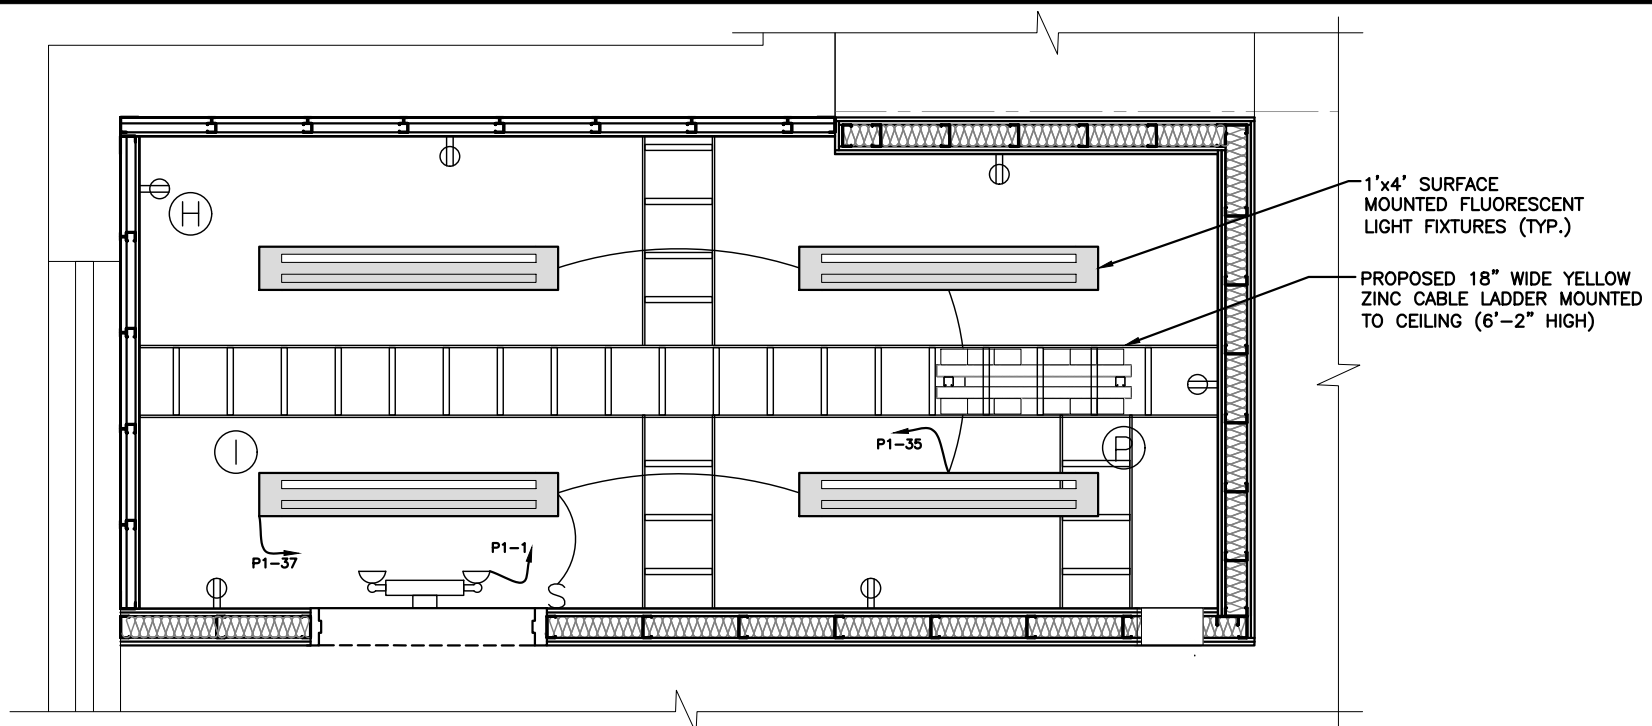 1'x4' SURFACE
MOUNTED FLUORESCENT
LIGHT FIXTURES (TYP.)
H
PROPOSED 18" WIDE YELLOW
ZINC CABLE LADDER MOUNTED
TO CEILING (6'-2" HIGH)
I
P1-35
P
P1-37
P1-1
S